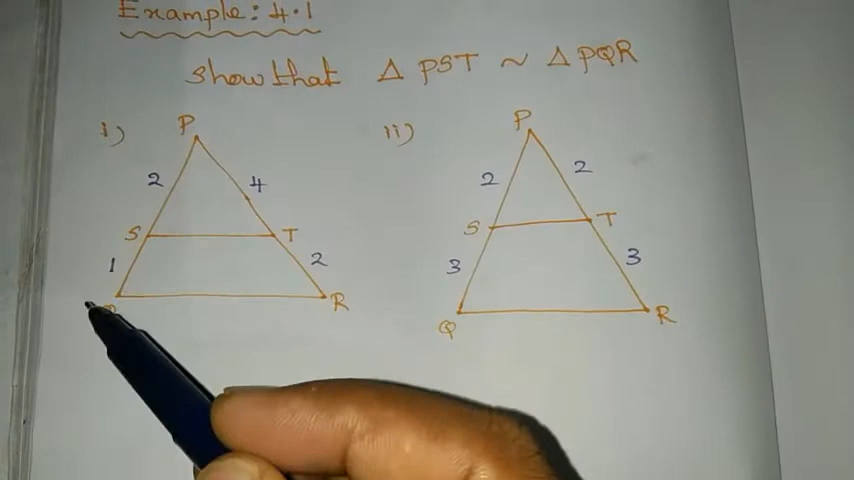 Example: 4.1
show that Δ PST ~ Δ PQR
i)
P
2
4
S
T
1
2
R
ii)
P
2
2
S
T
3
3
Q
R